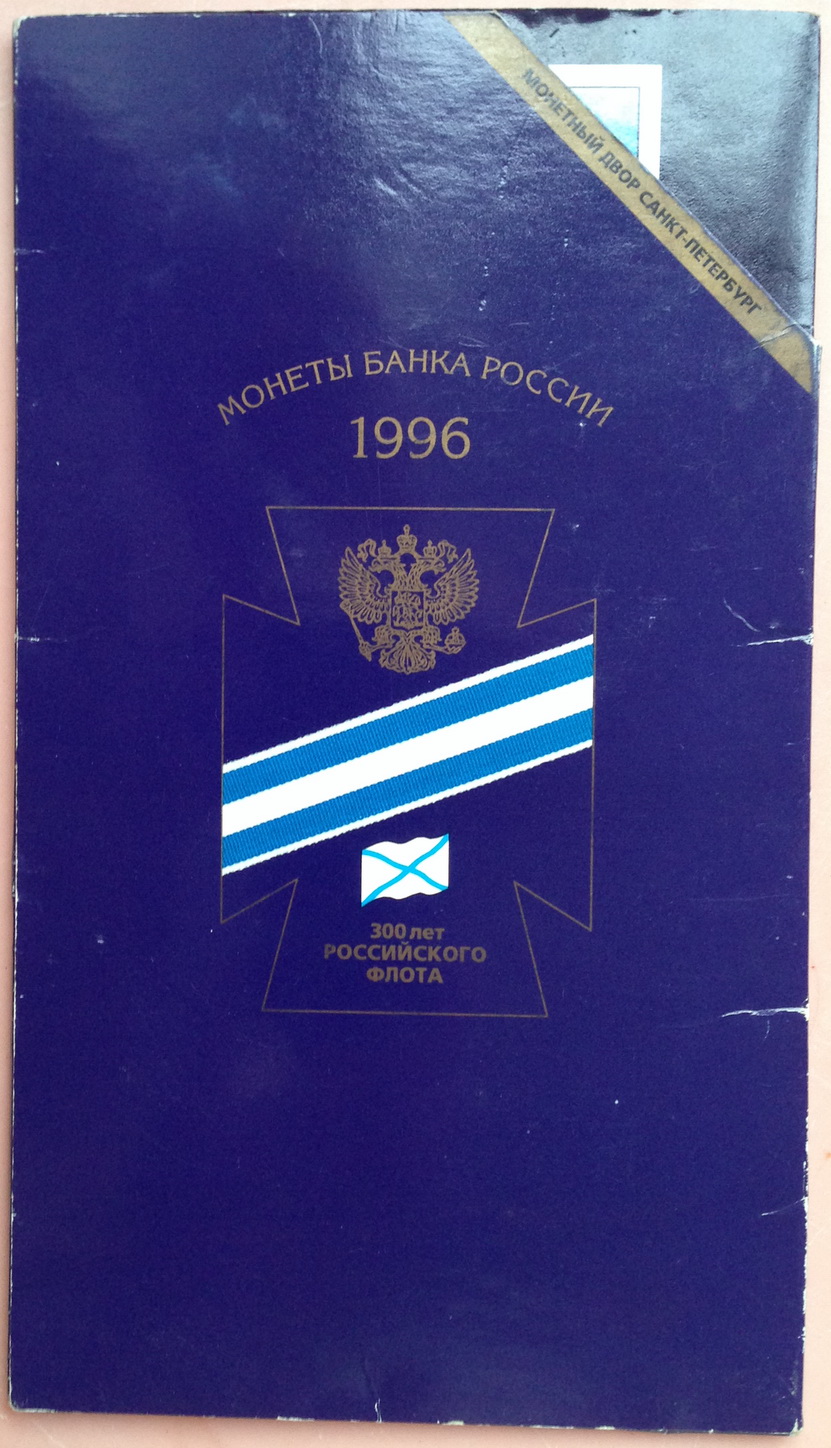 МОНЕТНЫЙ ДВОР САНКТ-ПЕТЕРБУРГ
МОНЕТЫ БАНКА РОССИИ
1996
300 лет
РОССИЙСКОГО
ФЛОТА